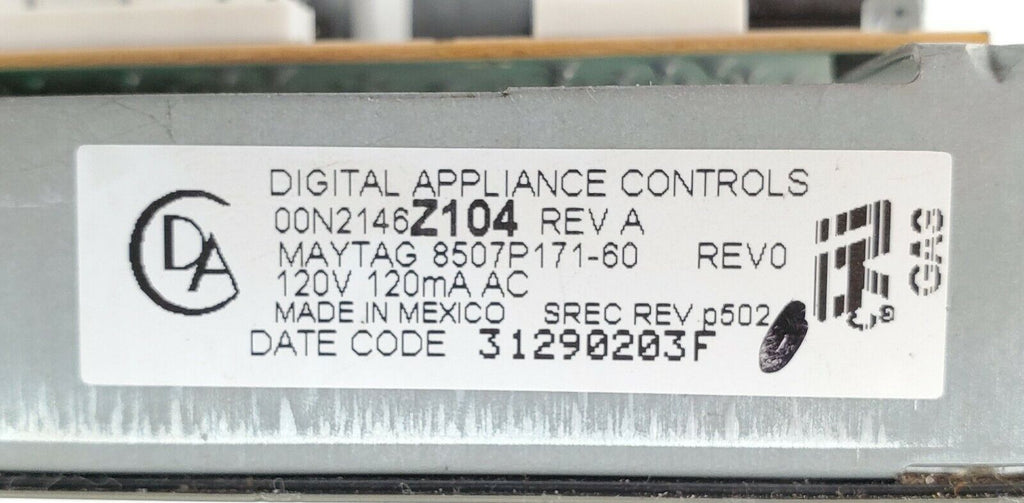 DIGITAL APPLIANCE CONTROLS
00N2146Z104 REV A
MAYTAG 8507P171-60 REV0
120V 120mA AC
MADE IN MEXICO SREC REV.p502
DATE CODE 31290203F
CDA
GAS